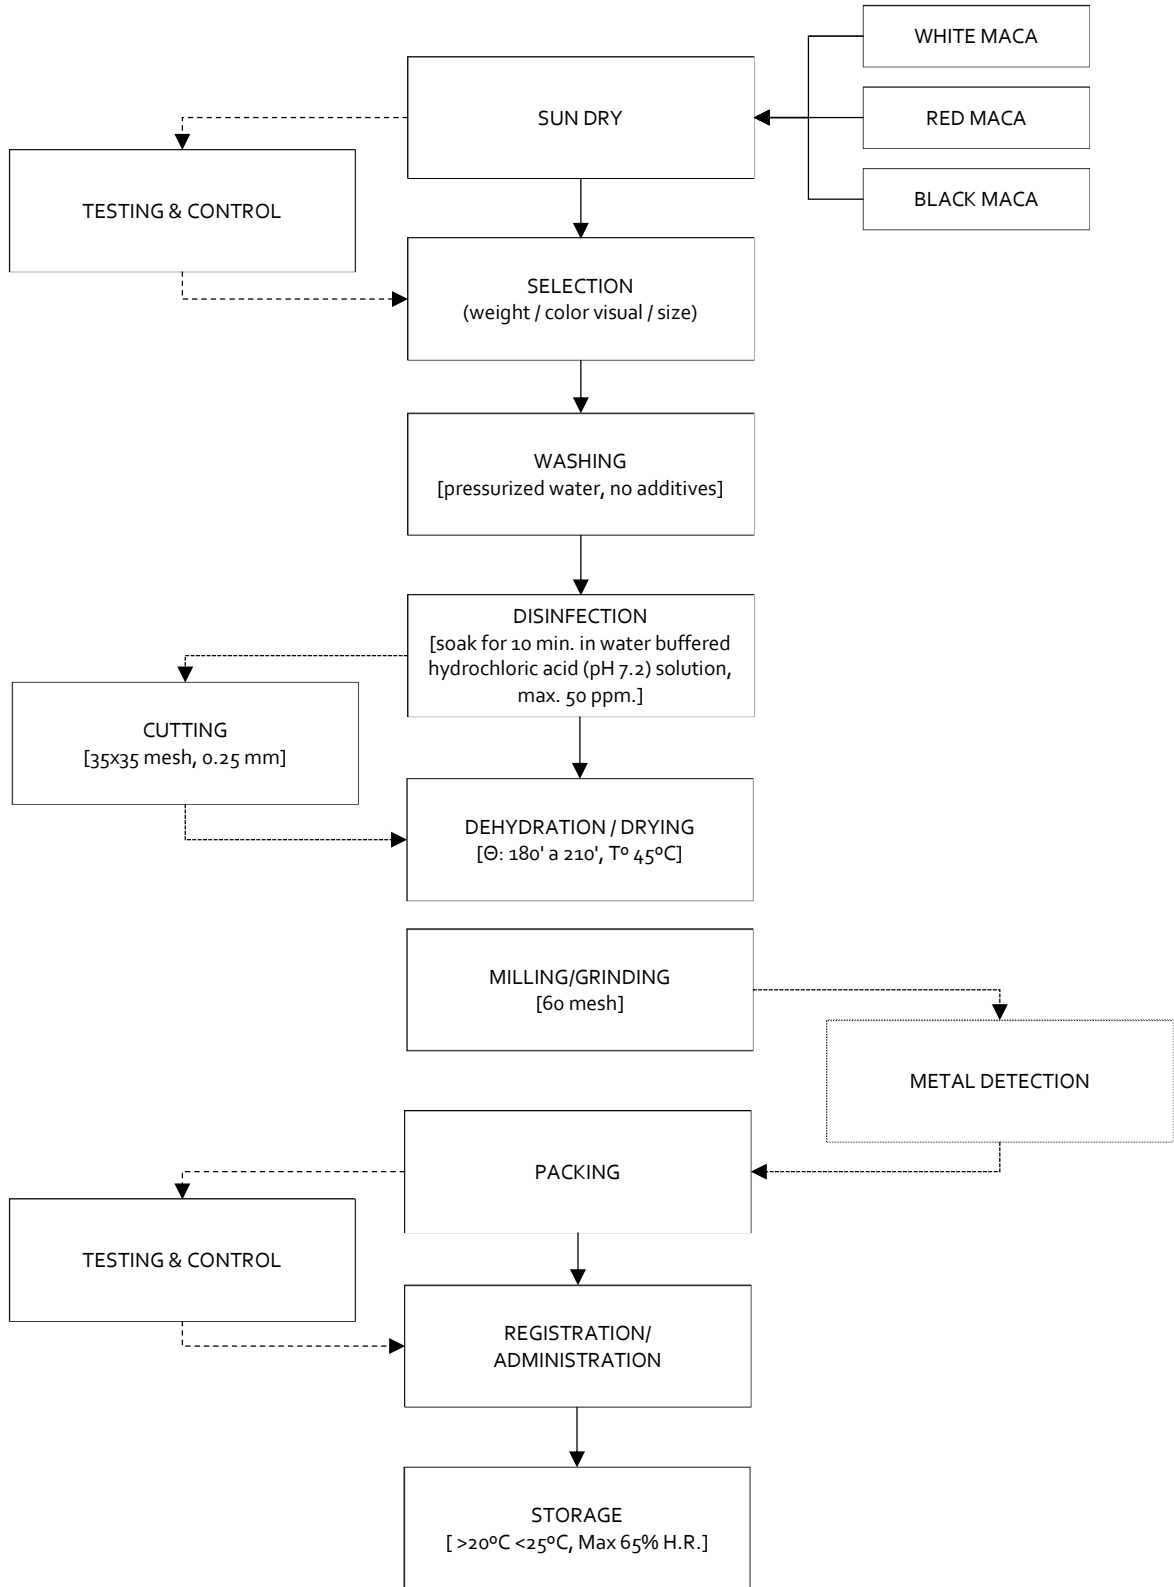 WHITE MACA
SUN DRY
RED MACA
BLACK MACA
TESTING & CONTROL
SELECTION
(weight / color visual / size)
WASHING
[pressurized water, no additives]
DISINFECTION
[soak for 10 min. in water buffered
hydrochloric acid (pH 7.2) solution,
max. 50 ppm.]
CUTTING
[35x35 mesh, 0.25 mm]
DEHYDRATION / DRYING
[Θ: 180' a 210', Tº 45ºC]
MILLING/GRINDING
[60 mesh]
METAL DETECTION
PACKING
TESTING & CONTROL
REGISTRATION/
ADMINISTRATION
STORAGE
[ >20ºC <25ºC, Max 65% H.R.]